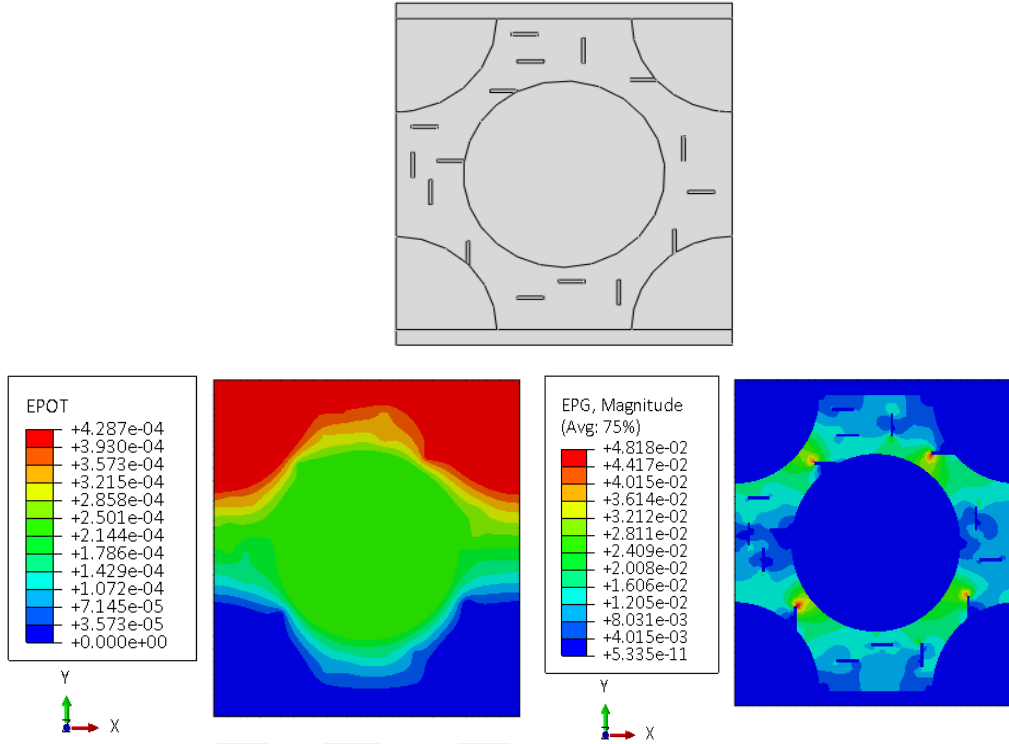 EPOT
+4.287e-04
+3.930e-04
+3.573e-04
+3.215e-04
+2.858e-04
+2.501e-04
+2.144e-04
+1.786e-04
+1.429e-04
+1.072e-04
+7.145e-05
+3.573e-05
+0.000e+00
Y
X
EPG, Magnitude
(Avg: 75%)
+4.818e-02
+4.417e-02
+4.015e-02
+3.614e-02
+3.212e-02
+2.811e-02
+2.409e-02
+2.008e-02
+1.606e-02
+1.205e-02
+8.031e-03
+4.015e-03
+5.335e-11
Y
X